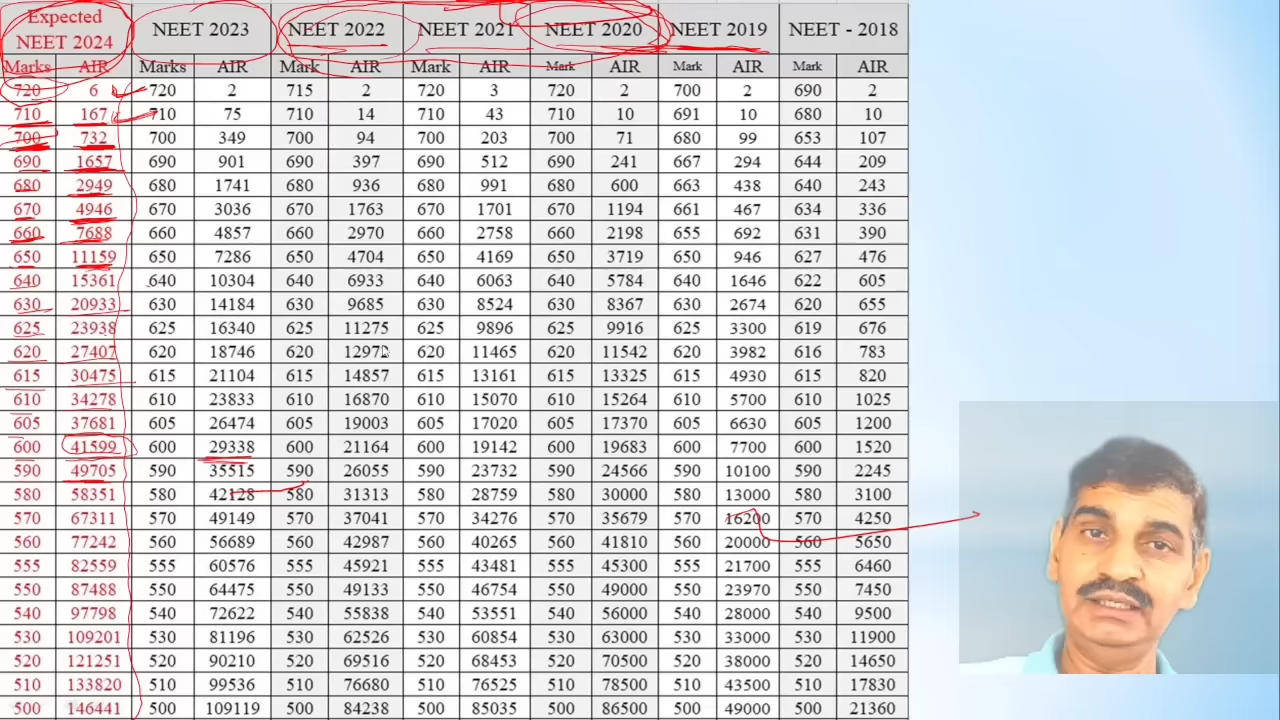 Expected NEET 2024 NEET 2023 NEET 2022 NEET 2021 NEET 2020 NEET 2019 NEET - 2018
Marks AIR Marks AIR Mark AIR Mark AIR Mark AIR Mark AIR Mark AIR
720 6 720 2 715 2 720 3 720 2 700 2 690 2
710 167 710 75 710 14 710 43 710 10 691 10 680 10
700 732 700 349 700 94 700 203 700 71 680 99 653 107
690 1657 690 901 690 397 690 512 690 241 667 294 644 209
680 2949 680 1741 680 936 680 991 680 600 663 438 640 243
670 4946 670 3036 670 1763 670 1701 670 1194 661 467 634 336
660 7688 660 4857 660 2970 660 2758 660 2198 655 692 631 390
650 11159 650 7286 650 4704 650 4169 650 3719 650 946 627 476
640 15361 640 10304 640 6933 640 6063 640 5784 640 1646 622 605
630 20933 630 14184 630 9685 630 8524 630 8367 630 2674 620 655
625 23938 625 16340 625 11275 625 9896 625 9916 625 3300 619 676
620 27407 620 18746 620 12972 620 11465 620 11542 620 3982 616 783
615 30475 615 21104 615 14857 615 13161 615 13325 615 4930 615 820
610 34278 610 23833 610 16870 610 15070 610 15264 610 5700 610 1025
605 37681 605 26474 605 19003 605 17020 605 17370 605 6630 605 1200
600 41599 600 29338 600 21164 600 19142 600 19683 600 7700 600 1520
590 49705 590 35515 590 26055 590 23732 590 24566 590 10100 590 2245
580 58351 580 42128 580 31313 580 28759 580 30000 580 13000 580 3100
570 67311 570 49149 570 37041 570 34276 570 35679 570 16200 570 4250
560 77242 560 56689 560 42987 560 40265 560 41810 560 20000 560 5650
555 82559 555 60576 555 45921 555 43481 555 45300 555 21700 555 6460
550 87488 550 64475 550 49133 550 46754 550 49000 550 23970 550 7450
540 97798 540 72622 540 55838 540 53551 540 56000 540 28000 540 9500
530 109201 530 81196 530 62526 530 60854 530 63000 530 33000 530 11900
520 121251 520 90210 520 69516 520 68453 520 70500 520 38000 520 14650
510 133820 510 99536 510 76680 510 76525 510 78500 510 43500 510 17830
500 146441 500 109119 500 84238 500 85035 500 86500 500 49000 500 21360